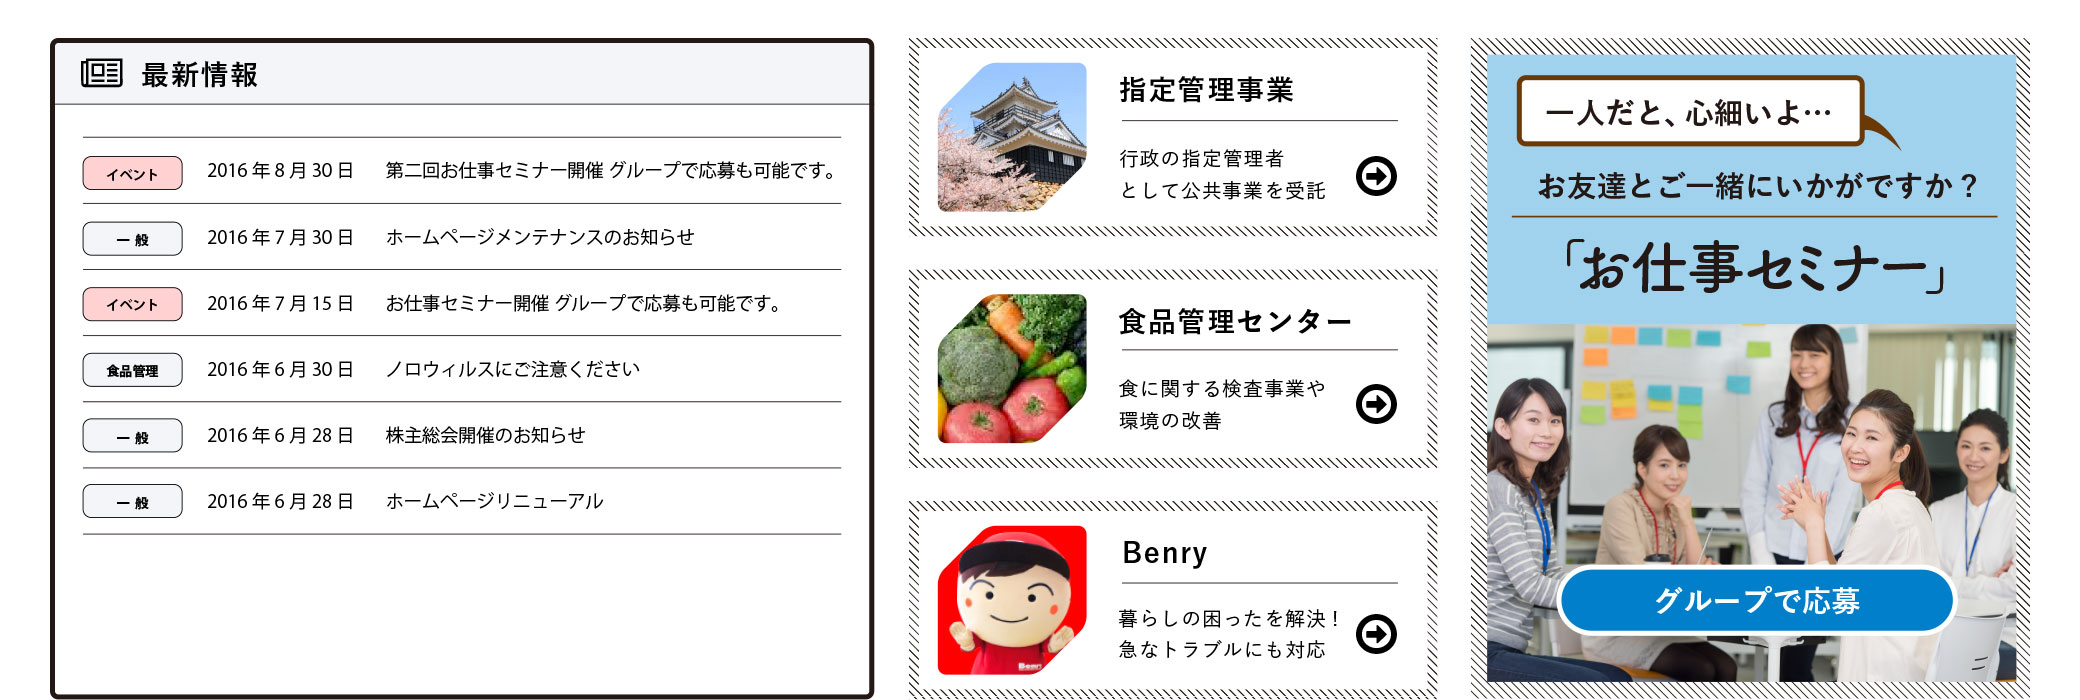 最新情報
イベント 2016年8月30日 第二回お仕事セミナー開催 グループで応募も可能です。
一般 2016年7月30日 ホームページメンテナンスのお知らせ
イベント 2016年7月15日 お仕事セミナー開催 グループで応募も可能です。
食品管理 2016年6月30日 ノロウィルスにご注意ください
一般 2016年6月28日 株主総会開催のお知らせ
一般 2016年6月28日 ホームページリニューアル
指定管理事業
行政の指定管理者
として公共事業を受託
食品管理センター
食に関する検査事業や
環境の改善
Benry
暮らしの困ったを解決！
急なトラブルにも対応
Benry
一人だと、心細いよ…
お友達とご一緒にいかがですか？
「お仕事セミナー」
グループで応募